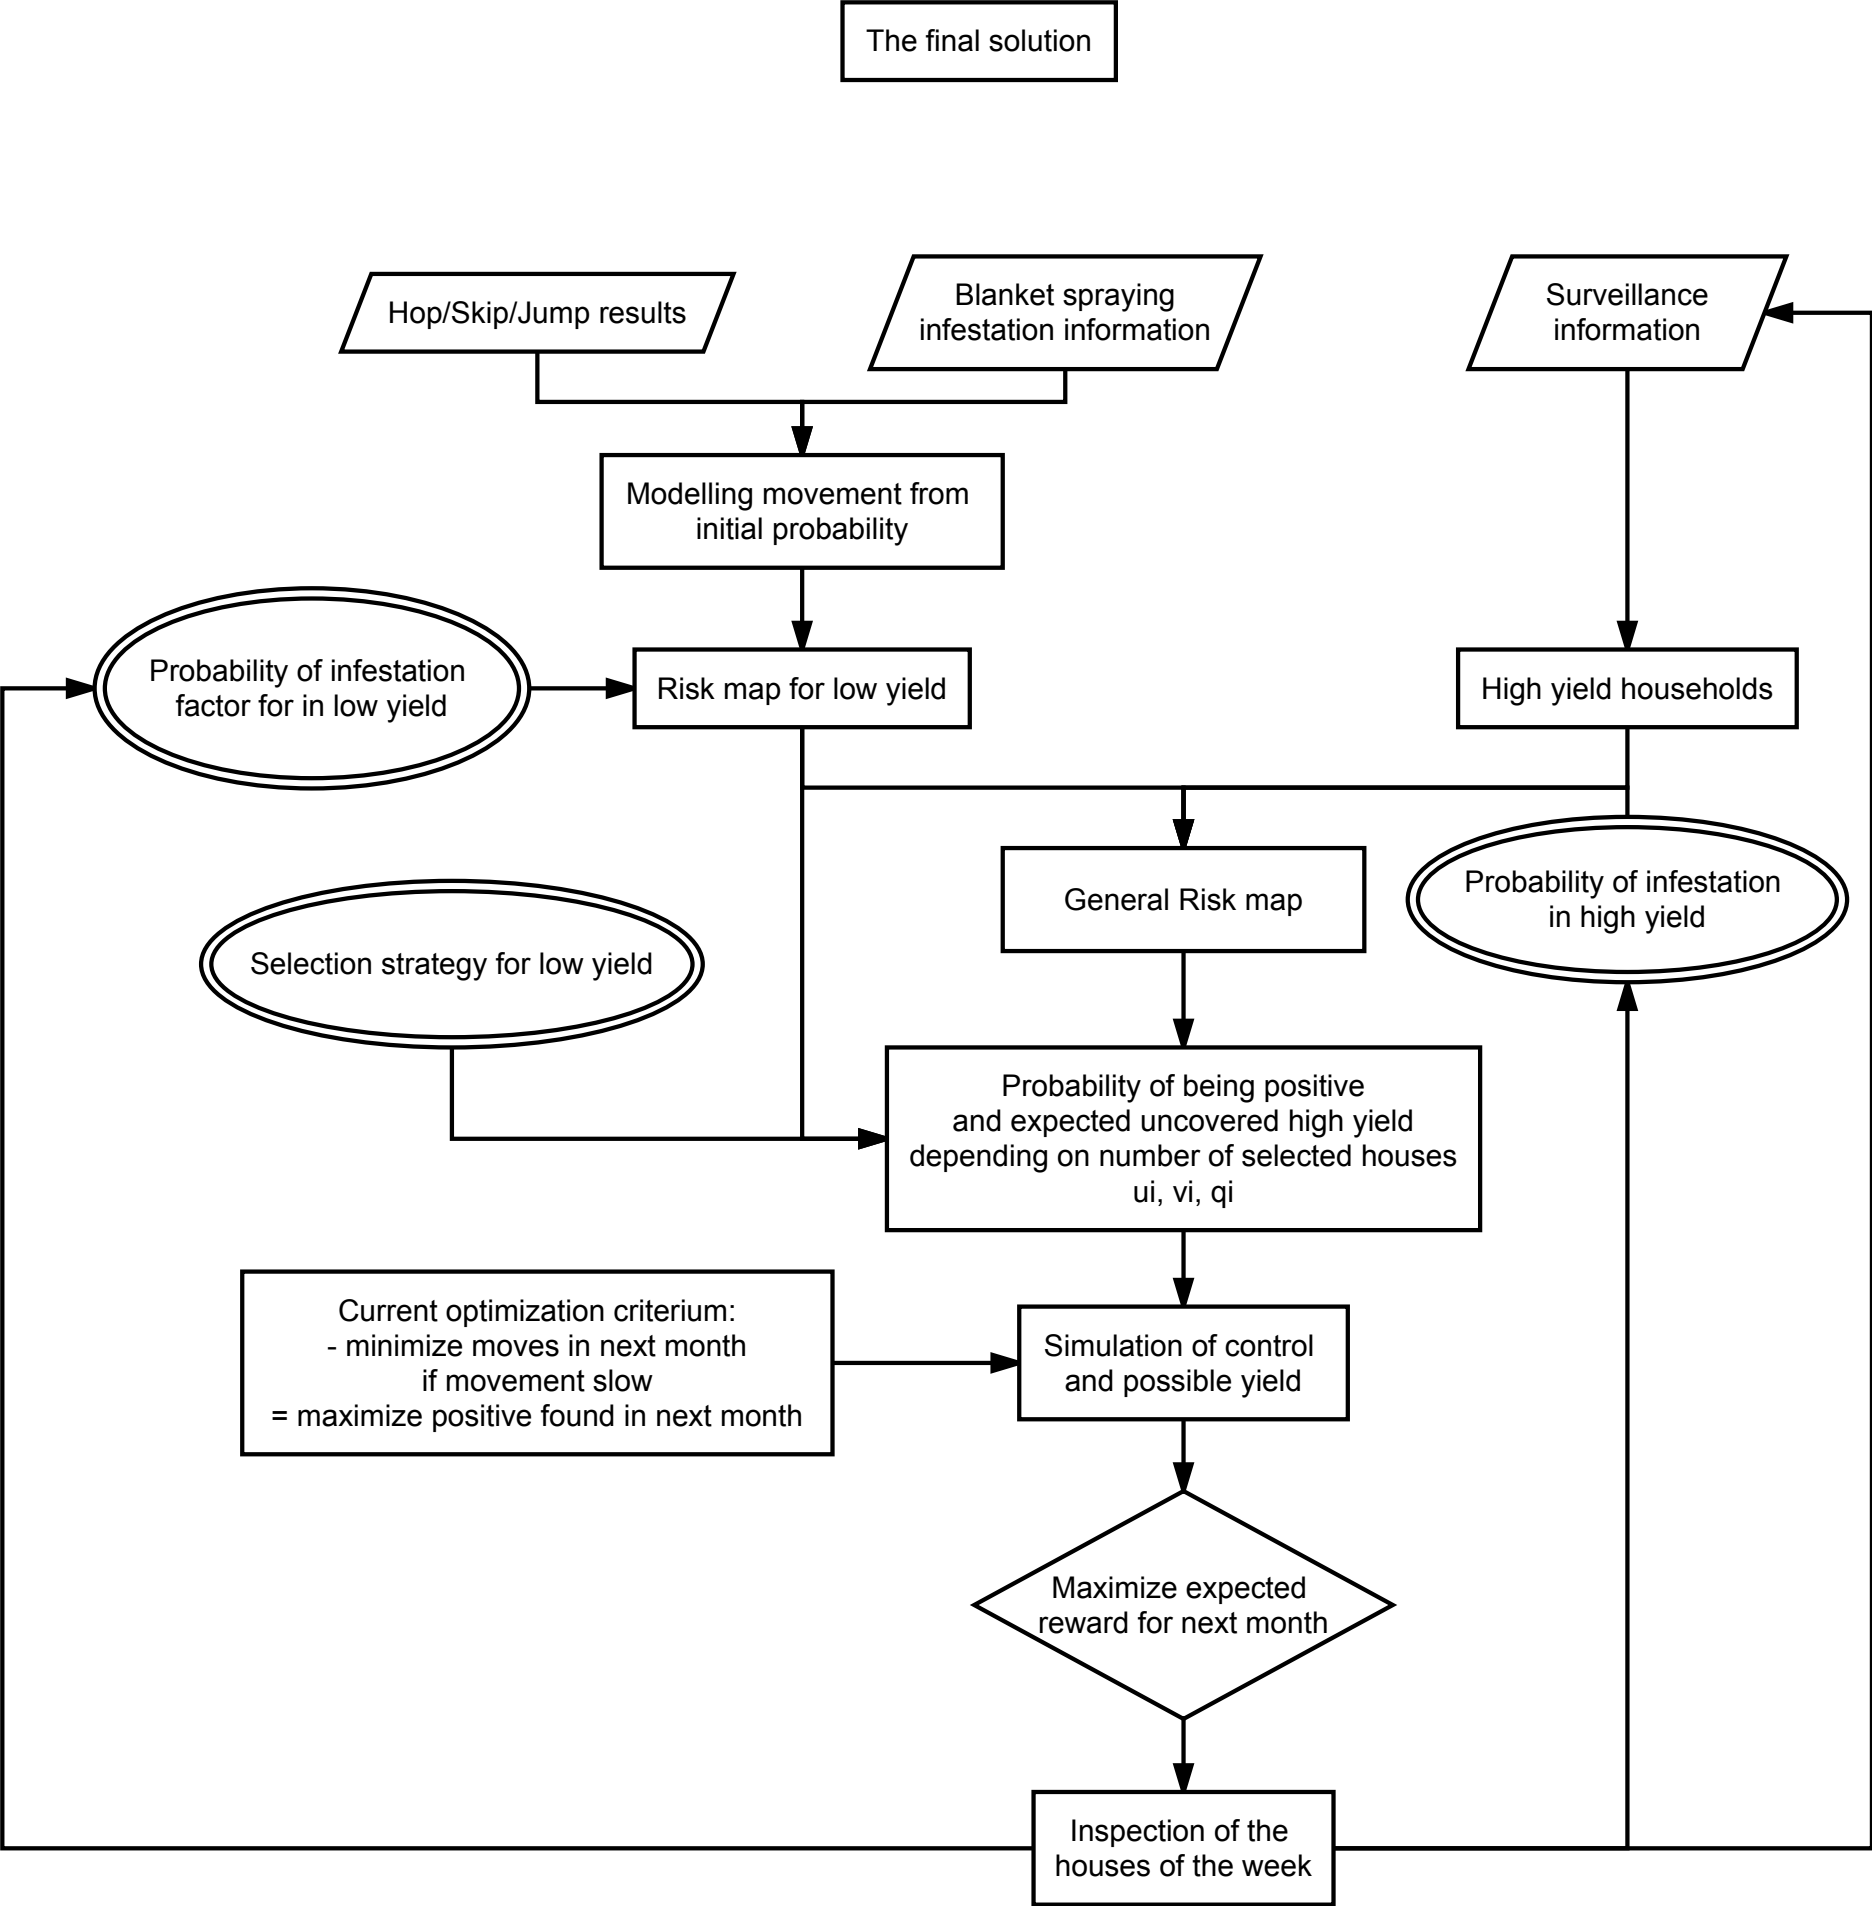 The final solution
Hop/Skip/Jump results
Blanket spraying
infestation information
Surveillance
information
Modelling movement from
initial probability
Probability of infestation
factor for in low yield
Risk map for low yield
High yield households
General Risk map
Probability of infestation
in high yield
Selection strategy for low yield
Probability of being positive
and expected uncovered high yield
depending on number of selected houses
ui, vi, qi
Current optimization criterium:
- minimize moves in next month
if movement slow
= maximize positive found in next month
Simulation of control
and possible yield
Maximize expected
reward for next month
Inspection of the
houses of the week